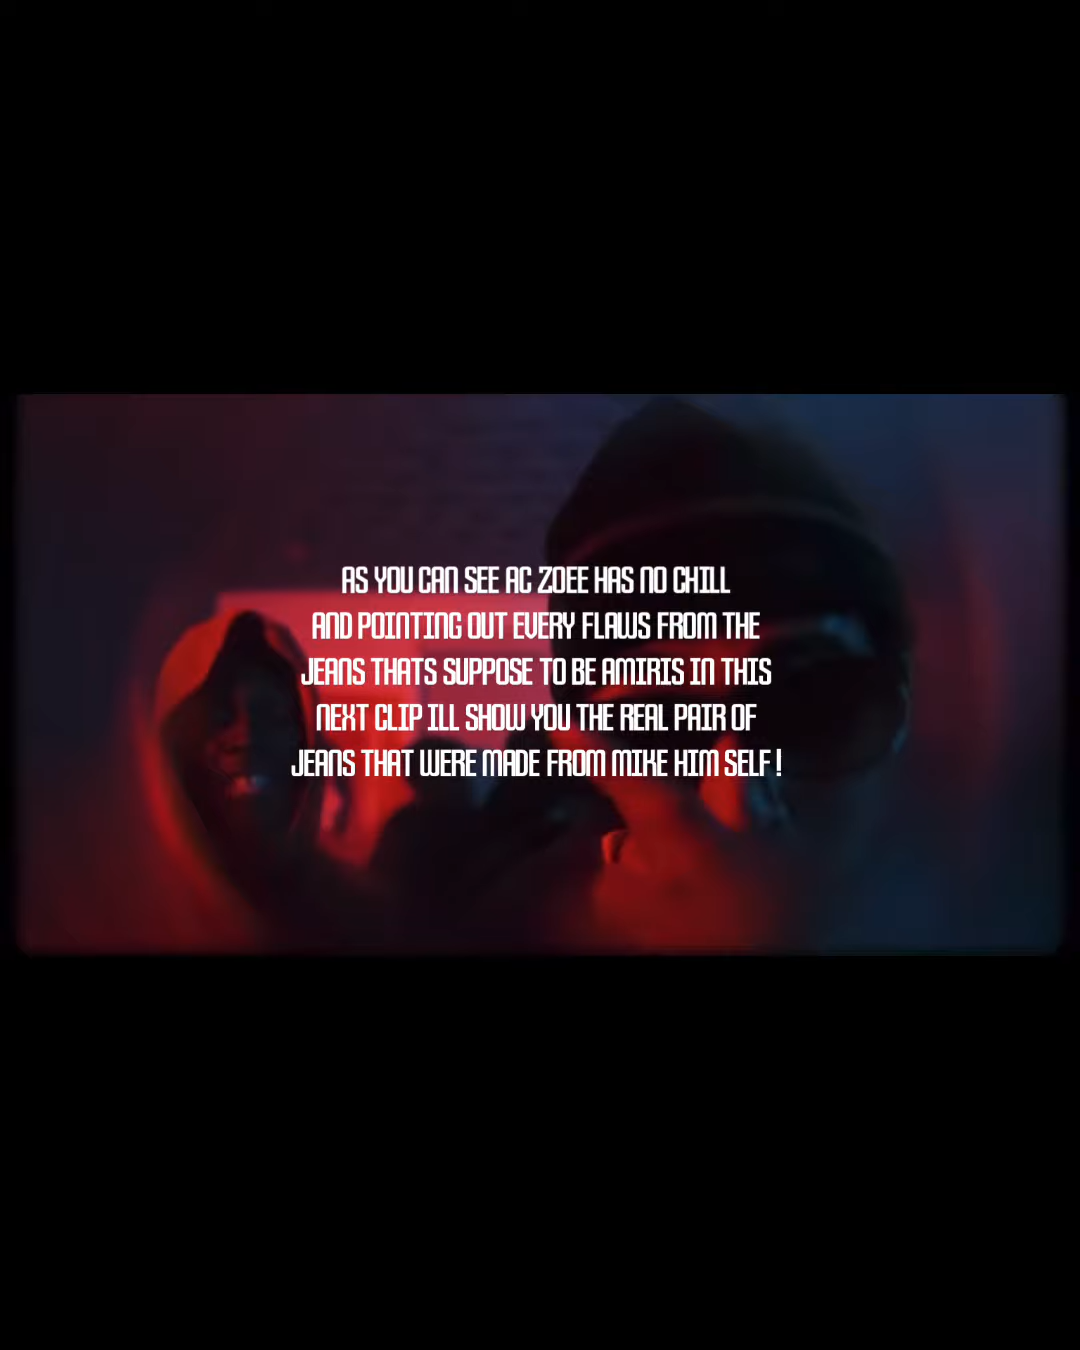 AS YOU CAN SEE AC ZOEE HAS NO CHILL
AND POINTING OUT EVERY FLAWS FROM THE
JEANS THATS SUPPOSE TO BE AMIRIS IN THIS
NEXT CLIP ILL SHOW YOU THE REAL PAIR OF
JEANS THAT WERE MADE FROM MIKE HIM SELF !